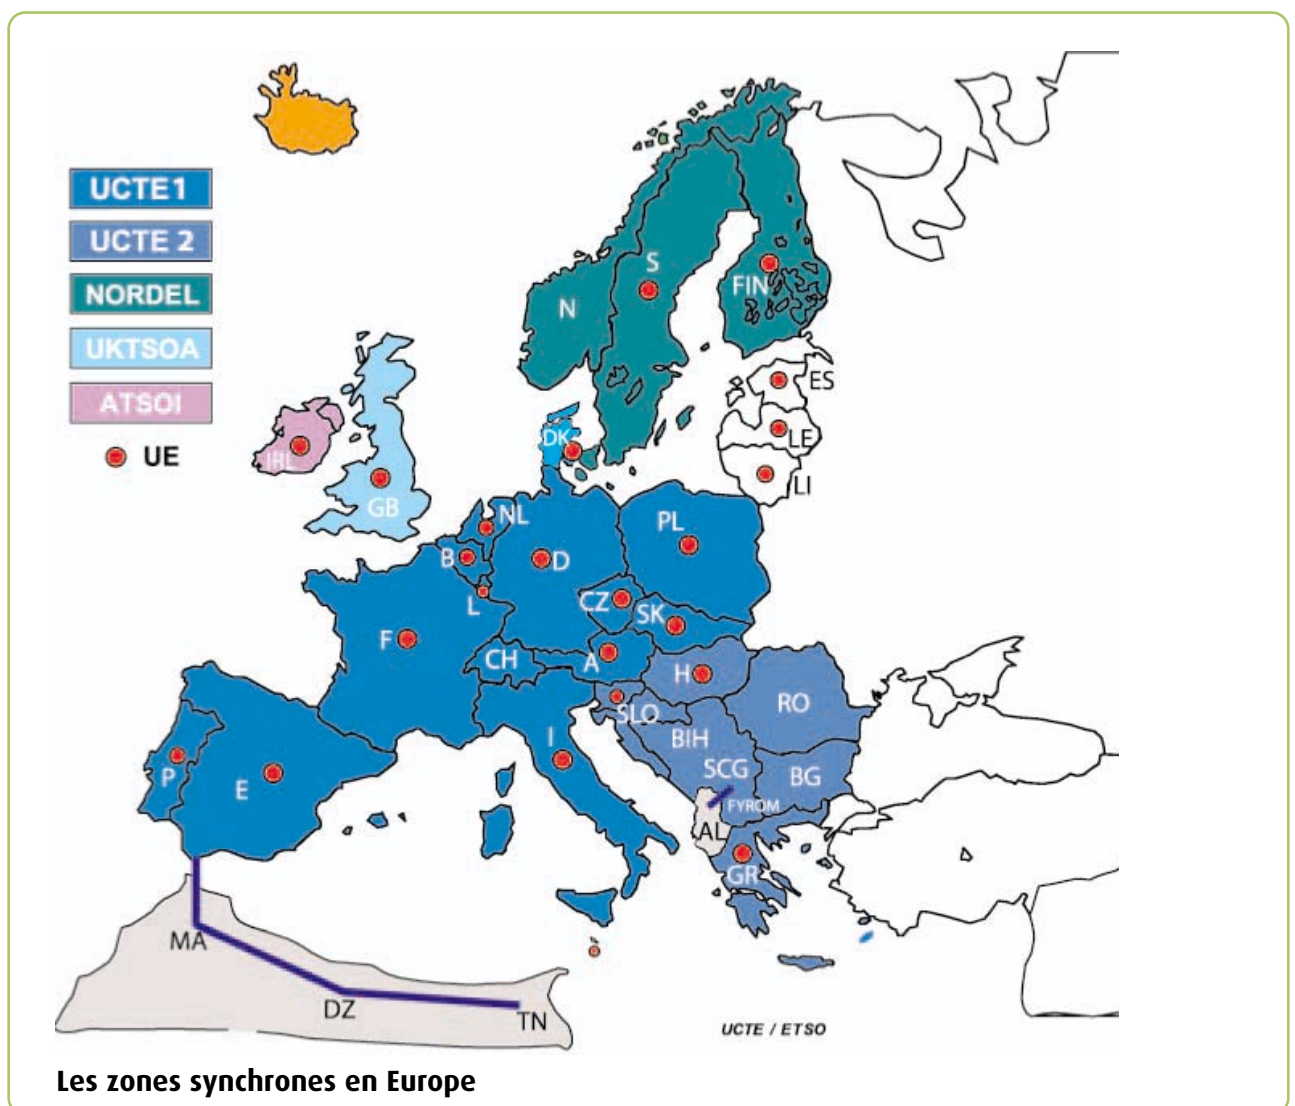 UCTE 1
UCTE 2
NORDEL
UKTSOA
ATSOI
UE
N
S
FIN
ES
LE
LI
DK
IRL
GB
NL
B
D
PL
L
CZ
SK
F
CH
A
H
SLO
RO
BIH
I
SCG
BG
P
E
FYROM
AL
GR
MA
DZ
TN
UCTE / ETSO
Les zones synchrones en Europe